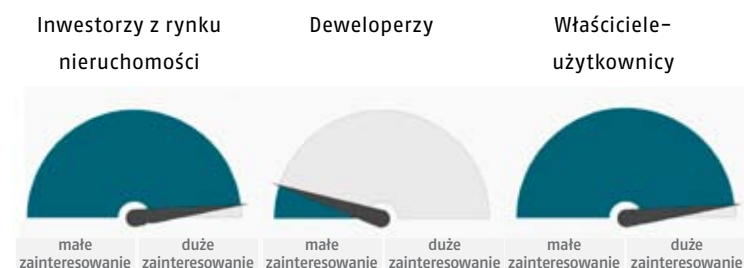 Inwestorzy z rynku
nieruchomości
Deweloperzy
Właściciele-
użytkownicy
małe
zainteresowanie
duże
zainteresowanie
małe
zainteresowanie
duże
zainteresowanie
małe
zainteresowanie
duże
zainteresowanie